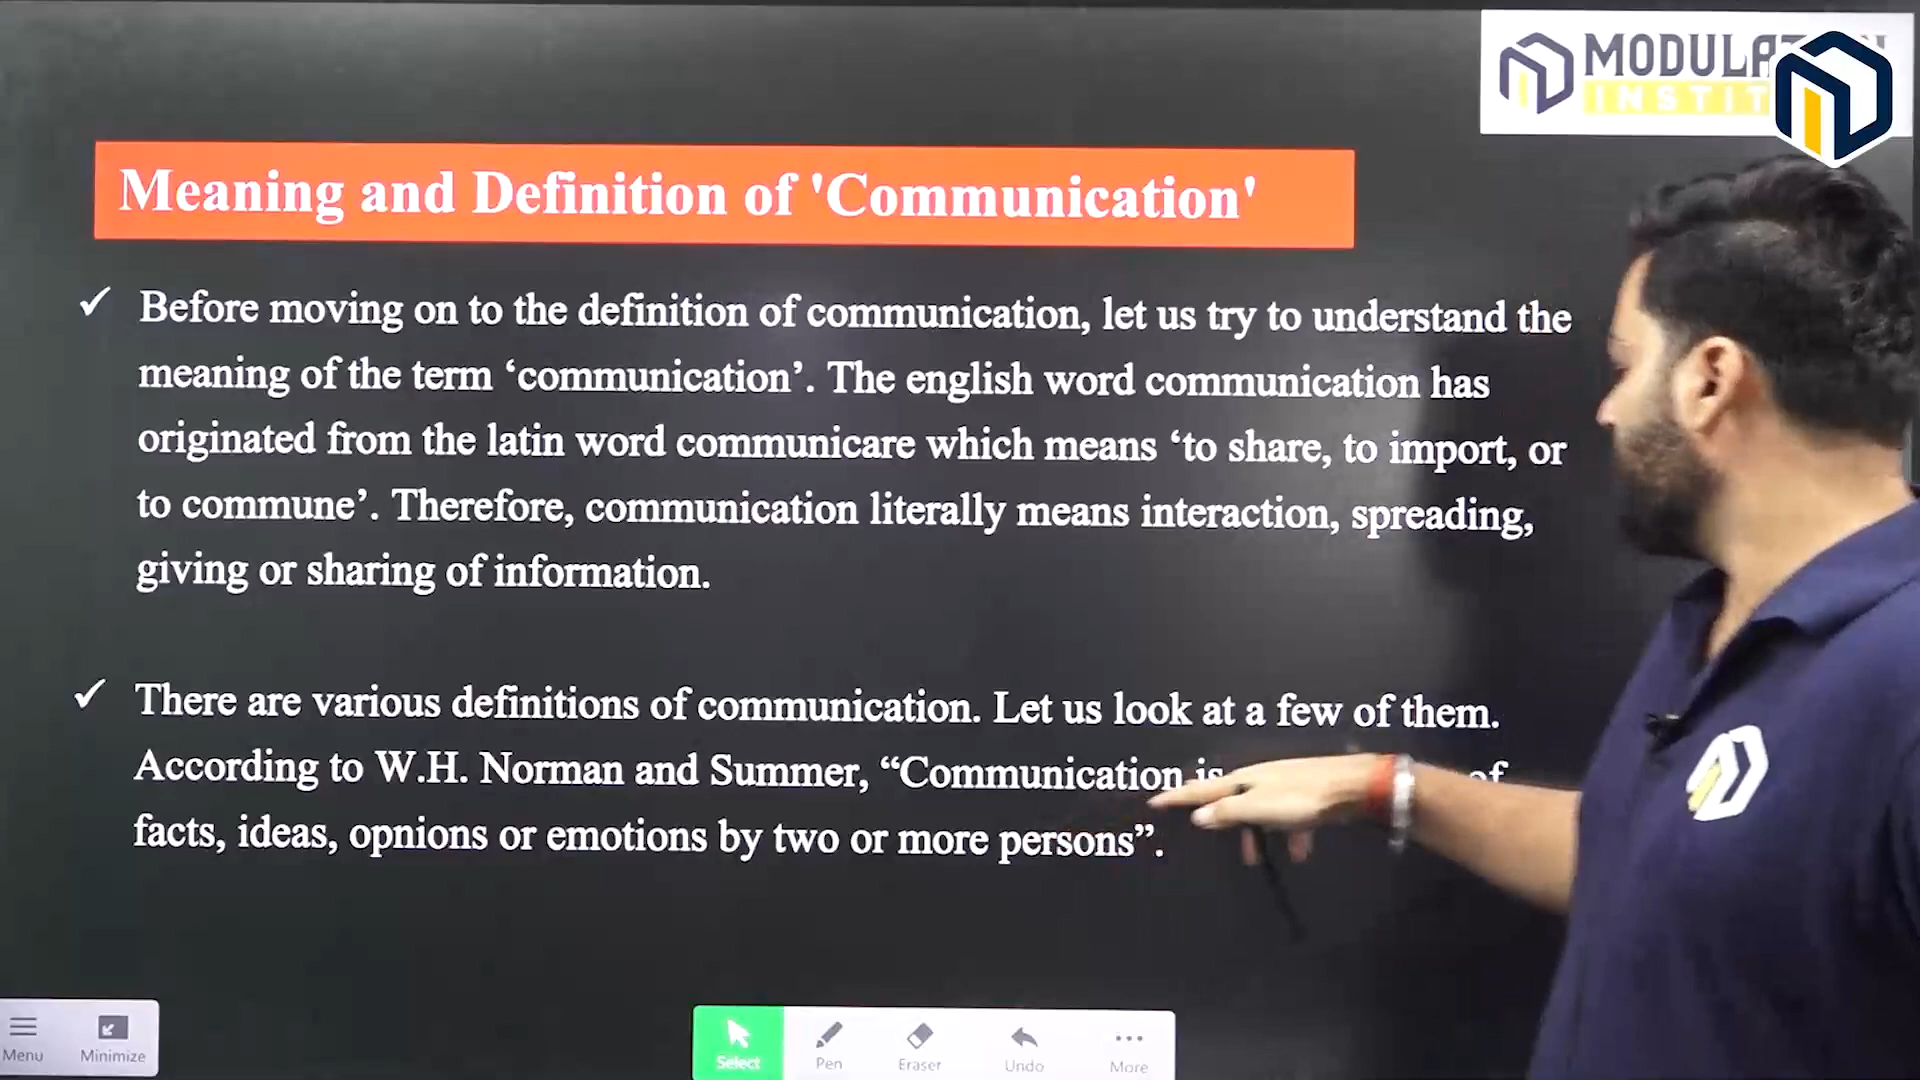 MODULA
INSTIT
Meaning and Definition of 'Communication'
✓ Before moving on to the definition of communication, let us try to understand the
meaning of the term ‘communication’. The english word communication has
originated from the latin word communicare which means ‘to share, to import, or
to commune’. Therefore, communication literally means interaction, spreading,
giving or sharing of information.
✓ There are various definitions of communication. Let us look at a few of them.
According to W.H. Norman and Summer, “Communication is of
facts, ideas, opnions or emotions by two or more persons”.
Menu
Minimize
Select
Pen
Eraser
Undo
More